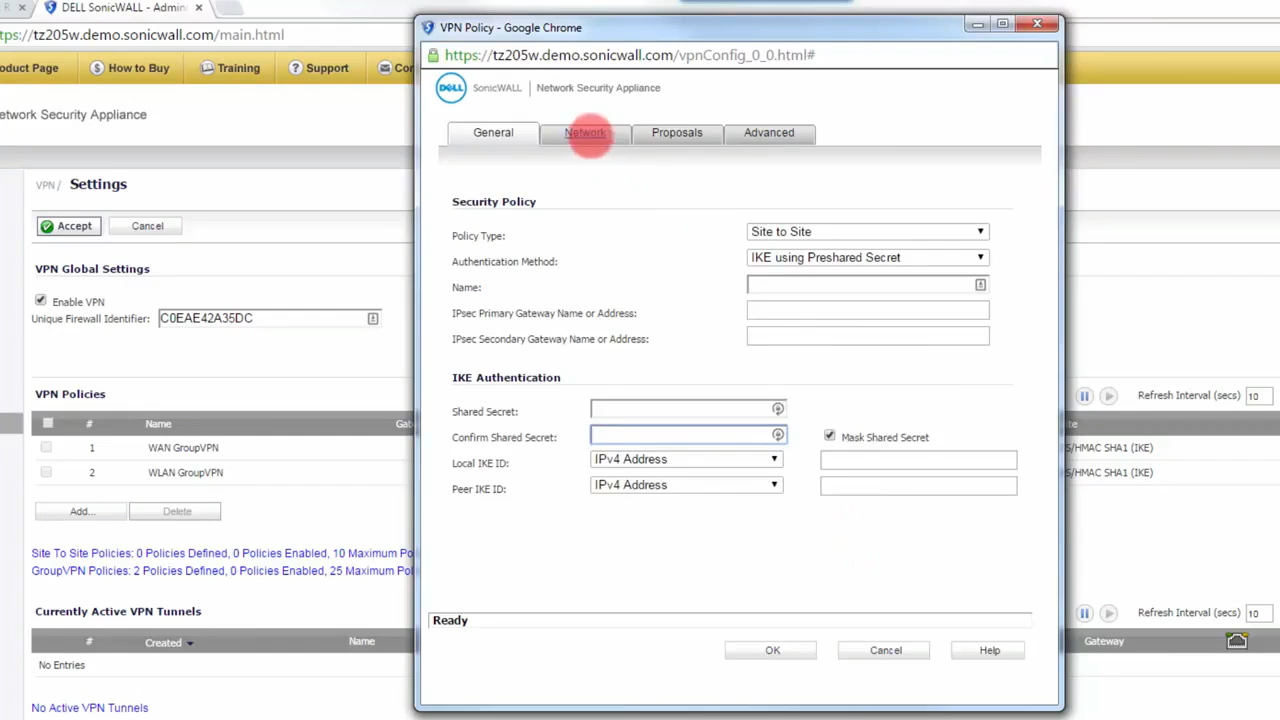 R
DELL SonicWALL - Admin
VPN Policy - Google Chrome
ps://tz205w.demo.sonicwall.com/main.html
https://tz205w.demo.sonicwall.com/vpnConfig_0_0.html#
oduct Page
How to Buy
Training
Support
Con
DELL SonicWALL | Network Security Appliance
etwork Security Appliance
General
Network
Proposals
Advanced
VPN / Settings
Accept
Cancel
Security Policy
Policy Type:
Site to Site
Authentication Method:
IKE using Preshared Secret
Name:
IPsec Primary Gateway Name or Address:
IPsec Secondary Gateway Name or Address:
VPN Global Settings
Enable VPN
Unique Firewall Identifier:
C0EAE42A35DC
IKE Authentication
Shared Secret:
Confirm Shared Secret:
Mask Shared Secret
Local IKE ID:
IPv4 Address
Peer IKE ID:
IPv4 Address
VPN Policies
Refresh Interval (secs)
10
# Name Gate
te
1 WAN GroupVPN
S/HMAC SHA1 (IKE)
2 WLAN GroupVPN
S/HMAC SHA1 (IKE)
Add...
Delete
Site To Site Policies: 0 Policies Defined, 0 Policies Enabled, 10 Maximum Poli
GroupVPN Policies: 2 Policies Defined, 0 Policies Enabled, 25 Maximum Pol
Currently Active VPN Tunnels
Refresh Interval (secs)
10
# Created Name
Gateway
No Entries
No Active VPN Tunnels
Ready
OK
Cancel
Help